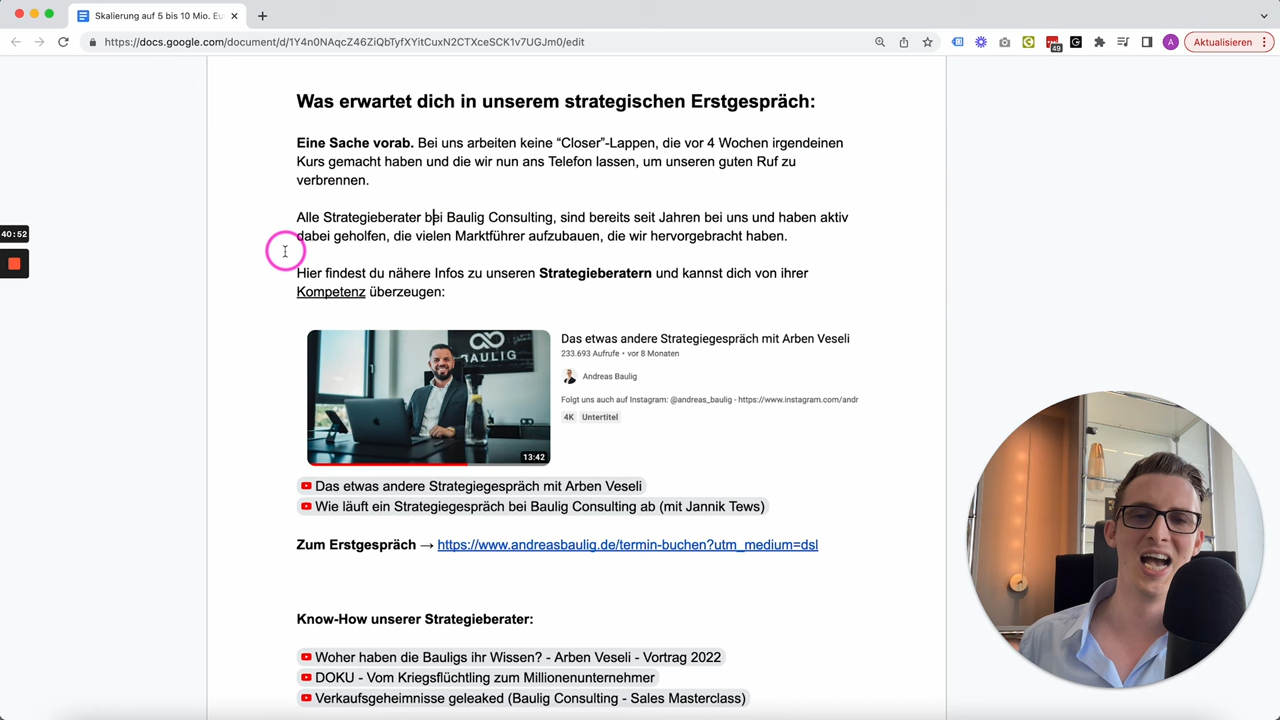 Skalierung auf 5 bis 10 Mio. Eu
https://docs.google.com/document/d/1Y4n0NAqcZ46ZiQbTyfXYitCuxN2CTXceSCK1v7UGJm0/edit
49
A
Aktualisieren
Was erwartet dich in unserem strategischen Erstgespräch:
Eine Sache vorab. Bei uns arbeiten keine “Closer”-Lappen, die vor 4 Wochen irgendeinen
Kurs gemacht haben und die wir nun ans Telefon lassen, um unseren guten Ruf zu
verbrennen.
Alle Strategieberater bei Baulig Consulting, sind bereits seit Jahren bei uns und haben aktiv
dabei geholfen, die vielen Marktführer aufzubauen, die wir hervorgebracht haben.
40:52
Hier findest du nähere Infos zu unseren Strategieberatern und kannst dich von ihrer
Kompetenz überzeugen:
BAULIG
13:42
Das etwas andere Strategiegespräch mit Arben Veseli
233.693 Aufrufe • vor 8 Monaten
Andreas Baulig
Folgt uns auch auf Instagram: @andreas_baulig - https://www.instagram.com/andr
4K Untertitel
Das etwas andere Strategiegespräch mit Arben Veseli
Wie läuft ein Strategiegespräch bei Baulig Consulting ab (mit Jannik Tews)
Zum Erstgespräch → https://www.andreasbaulig.de/termin-buchen?utm_medium=dsl
Know-How unserer Strategieberater:
Woher haben die Bauligs ihr Wissen? - Arben Veseli - Vortrag 2022
DOKU - Vom Kriegsflüchtling zum Millionenunternehmer
Verkaufsgeheimnisse geleaked (Baulig Consulting - Sales Masterclass)